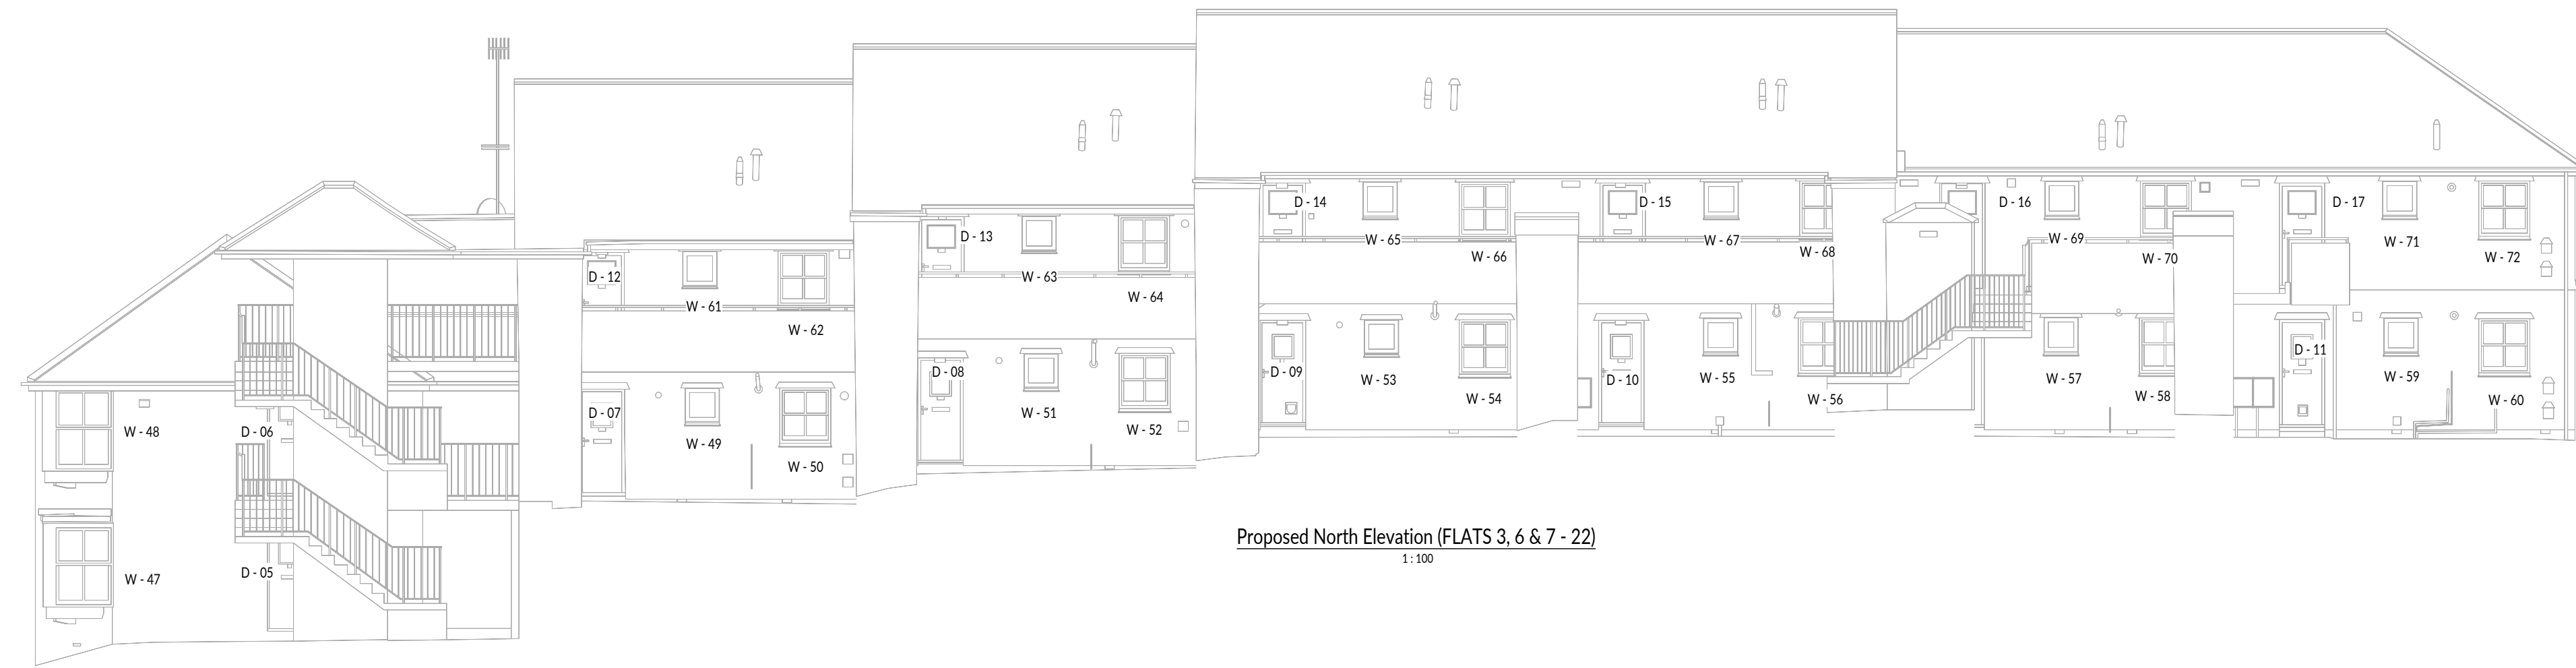 D - 14
D - 15
D - 16
D - 17
D - 13
W - 65
W - 67
W - 69
W - 71
D - 12
W - 63
W - 66
W - 68
W - 70
W - 72
W - 61
W - 64
W - 62
D - 08
D - 09
D - 10
D - 11
W - 53
W - 55
W - 57
W - 59
D - 07
W - 51
W - 54
W - 56
W - 58
W - 60
W - 48
D - 06
W - 49
W - 52
W - 50
W - 47
D - 05
Proposed North Elevation (FLATS 3, 6 & 7 - 22)
1 : 100